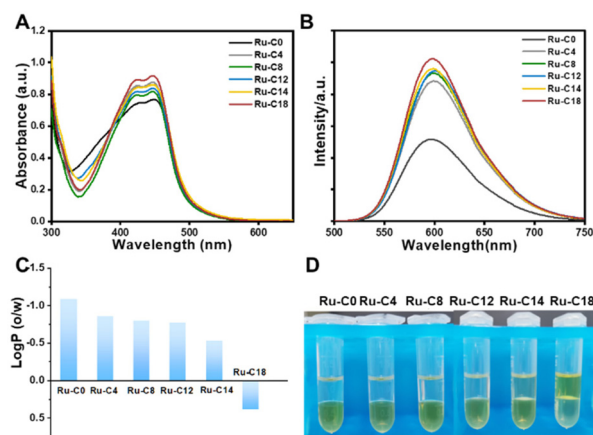 A
Absorbance (a.u.)
1.2
1.0
0.8
0.6
0.4
0.2
0.0
300
400
500
600
Wavelength (nm)
Ru-C0
Ru-C4
Ru-C8
Ru-C12
Ru-C14
Ru-C18
B
Intensity/a.u.
500
550
600
650
700
750
Wavelength(nm)
Ru-C0
Ru-C4
Ru-C8
Ru-C12
Ru-C14
Ru-C18
C
LogP (o/w)
-1.5
-1.0
-0.5
0.0
0.5
Ru-C0
Ru-C4
Ru-C8
Ru-C12
Ru-C14
Ru-C18
D
Ru-C0 Ru-C4 Ru-C8 Ru-C12 Ru-C14 Ru-C18